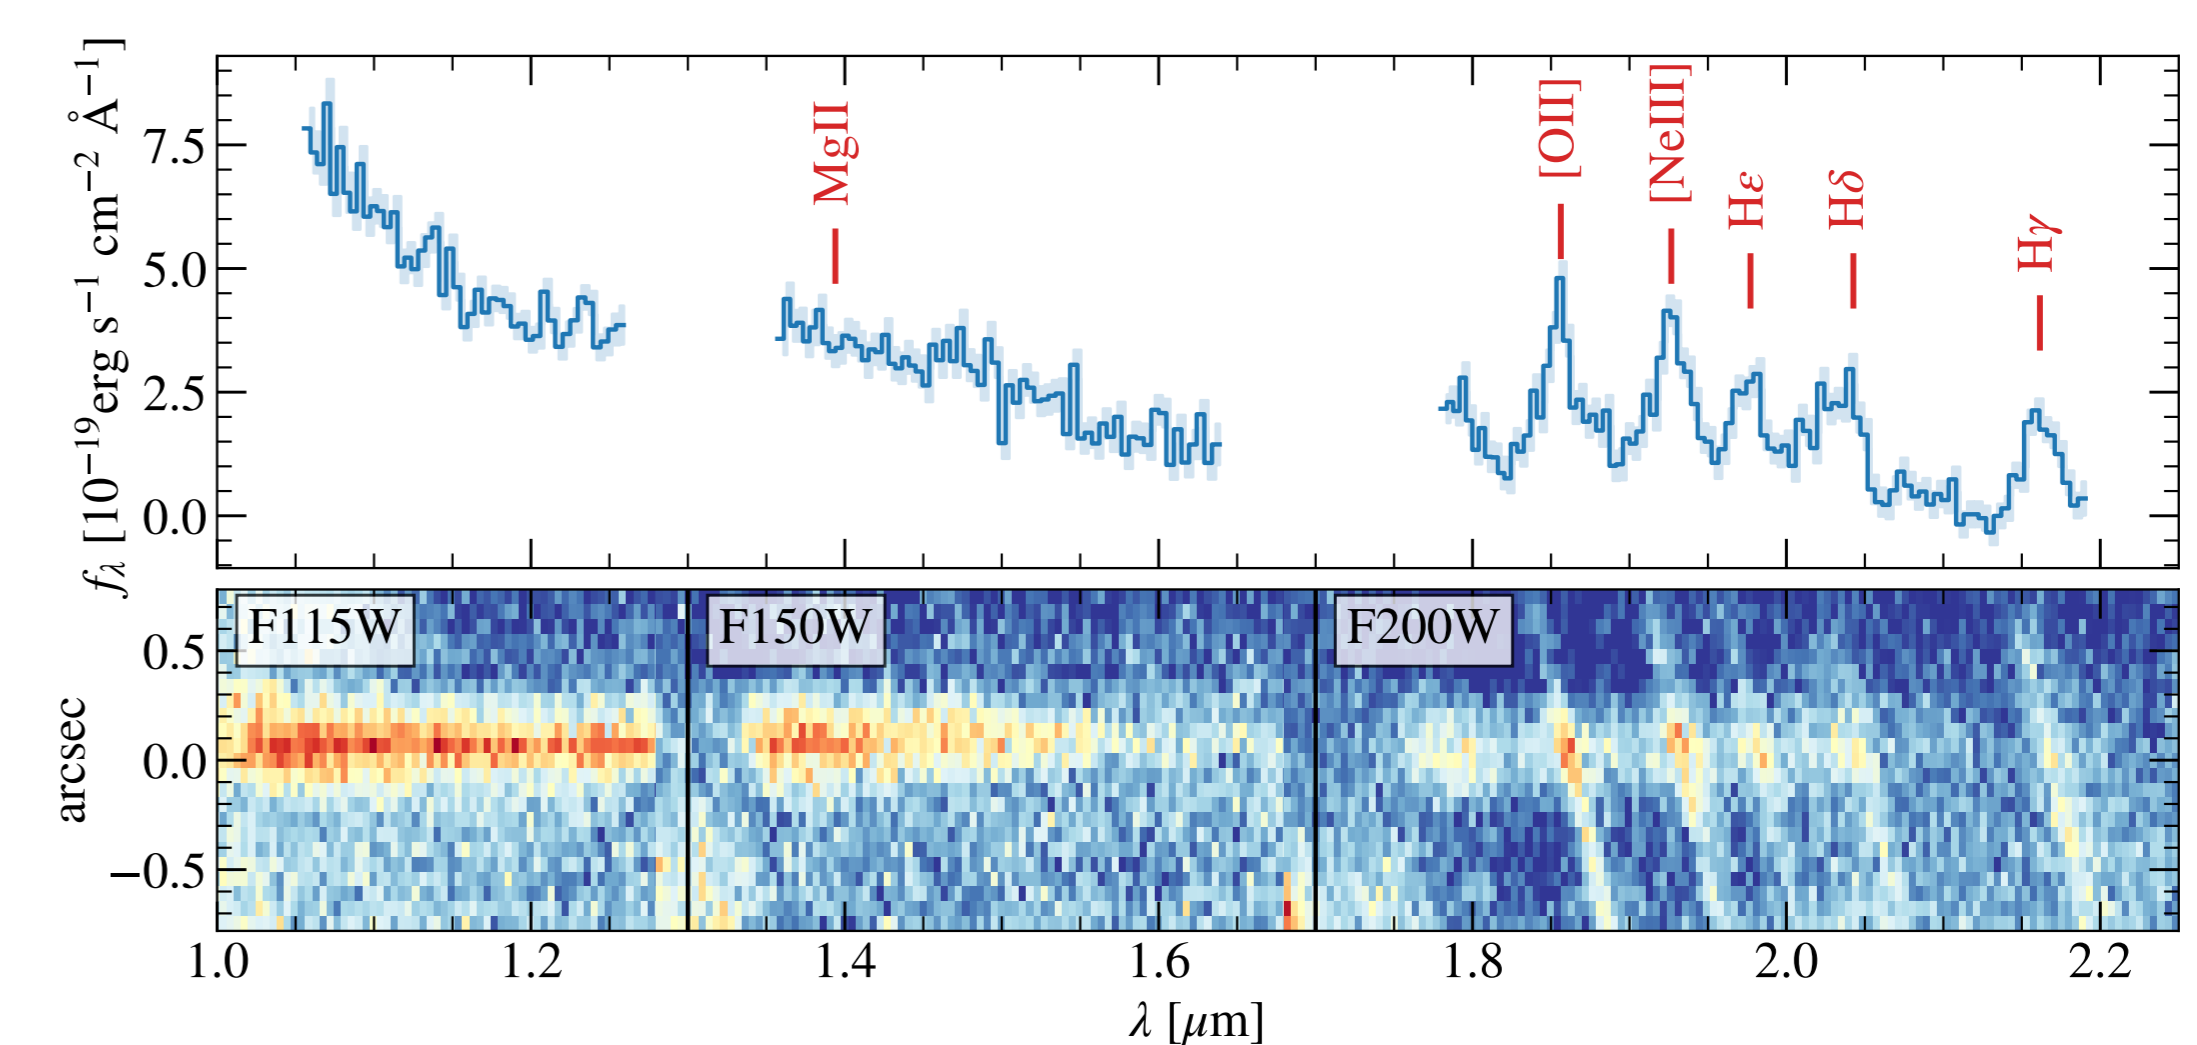 f_λ [10⁻¹⁹erg s⁻¹ cm⁻² Å⁻¹]
7.5
5.0
2.5
0.0
MgII
[OII]
[NeIII]
Hε
Hδ
Hγ
F115W
F150W
F200W
arcsec
0.5
0.0
−0.5
1.0 1.2 1.4 1.6 1.8 2.0 2.2
λ [μm]